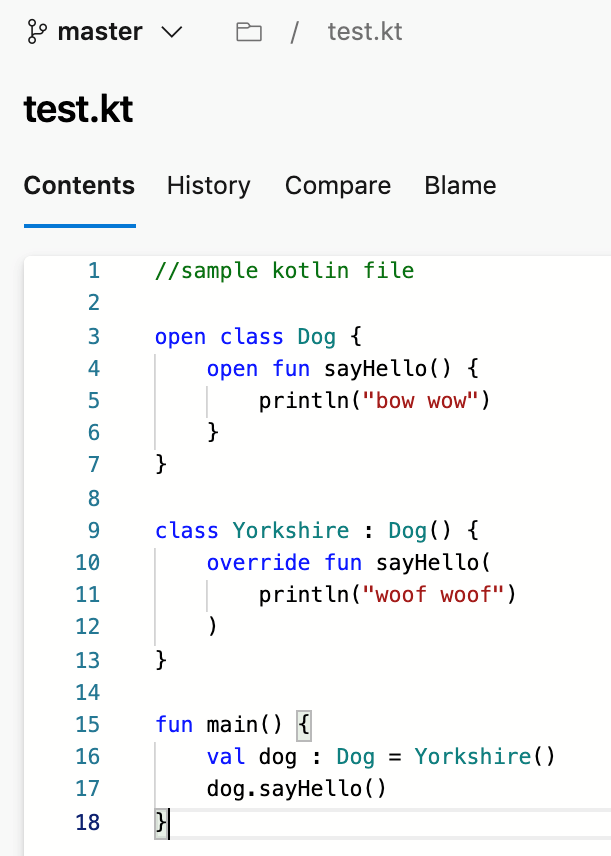 master / test.kt
test.kt
Contents History Compare Blame
1 //sample kotlin file
2
3 open class Dog {
4     open fun sayHello() {
5         println("bow wow")
6     }
7 }
8
9 class Yorkshire : Dog() {
10     override fun sayHello(
11         println("woof woof")
12     )
13 }
14
15 fun main() {
16     val dog : Dog = Yorkshire()
17     dog.sayHello()
18 }